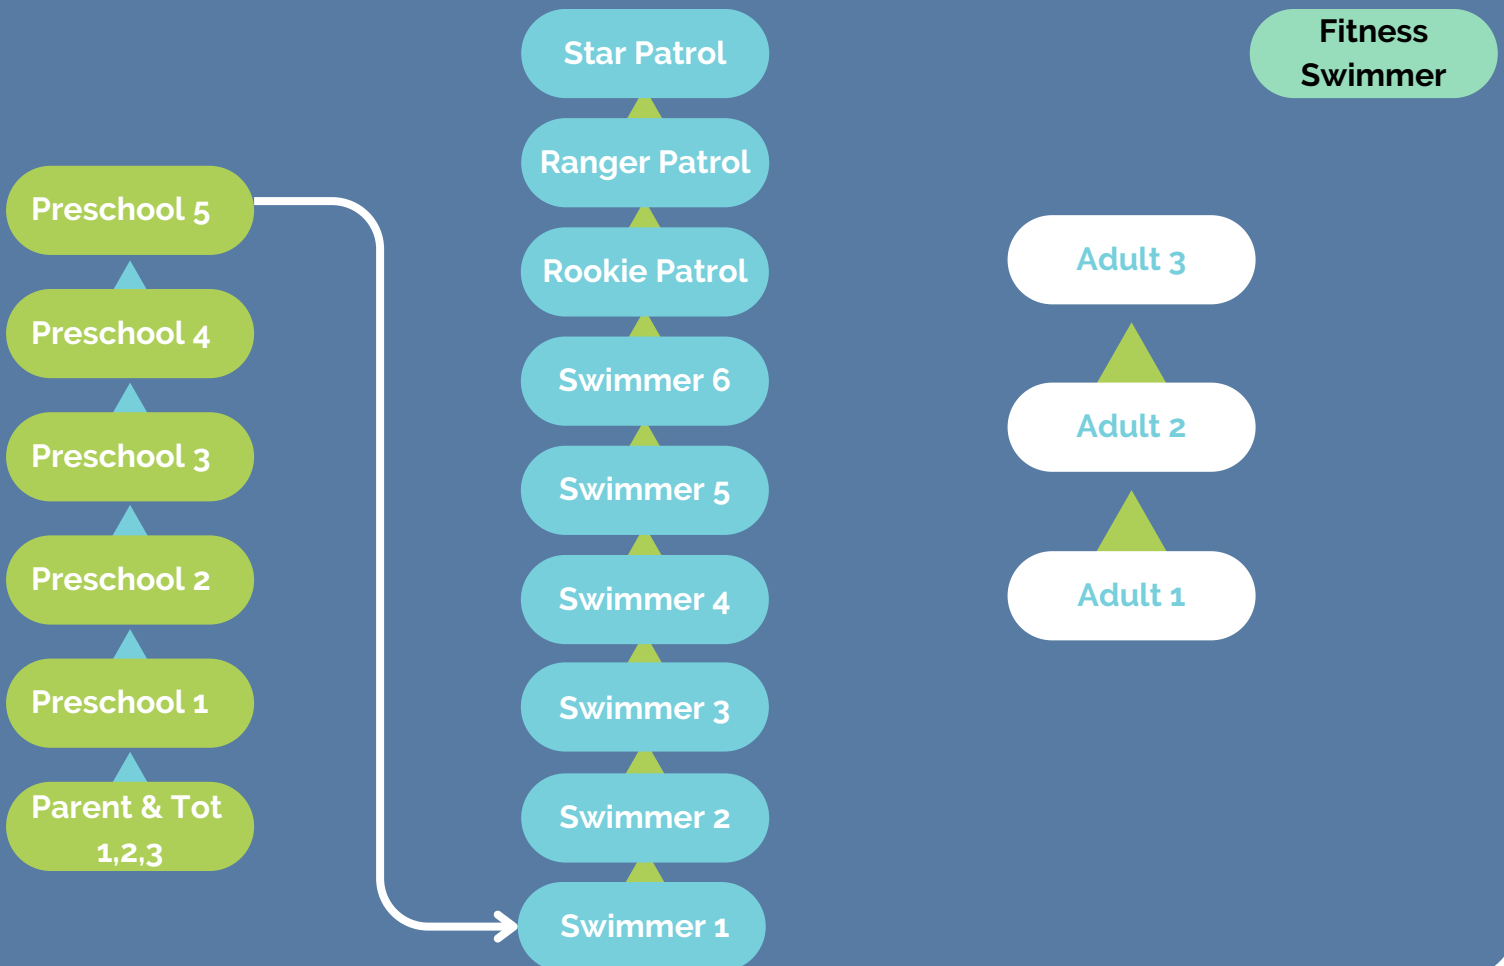 Preschool 5
Preschool 4
Preschool 3
Preschool 2
Preschool 1
Parent & Tot
1,2,3
Star Patrol
Ranger Patrol
Rookie Patrol
Swimmer 6
Swimmer 5
Swimmer 4
Swimmer 3
Swimmer 2
Swimmer 1
Adult 3
Adult 2
Adult 1
Fitness
Swimmer